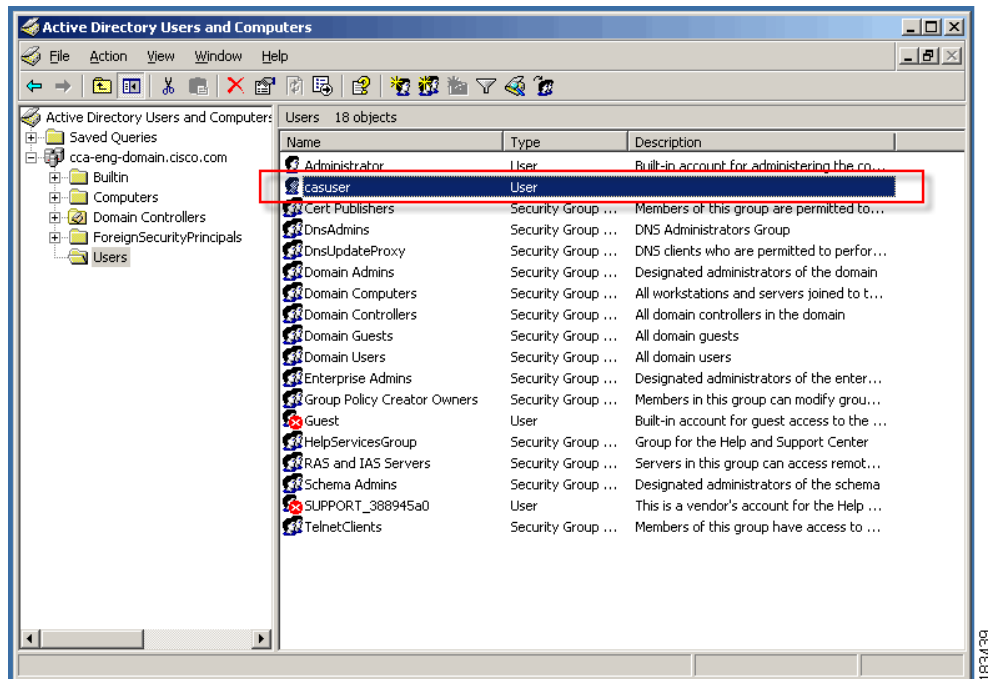 Active Directory Users and Computers
File Action View Window Help
Active Directory Users and Computers
Saved Queries
cca-eng-domain.cisco.com
Builtin
Computers
Domain Controllers
ForeignSecurityPrincipals
Users
Users 18 objects
Name Type Description
Administrator User Built-in account for administering the co...
casuser User
Cert Publishers Security Group ... Members of this group are permitted to...
DnsAdmins Security Group ... DNS Administrators Group
DnsUpdateProxy Security Group ... DNS clients who are permitted to perfor...
Domain Admins Security Group ... Designated administrators of the domain
Domain Computers Security Group ... All workstations and servers joined to t...
Domain Controllers Security Group ... All domain controllers in the domain
Domain Guests Security Group ... All domain guests
Domain Users Security Group ... All domain users
Enterprise Admins Security Group ... Designated administrators of the enter...
Group Policy Creator Owners Security Group ... Members in this group can modify grou...
Guest User Built-in account for guest access to the ...
HelpServicesGroup Security Group ... Group for the Help and Support Center
RAS and IAS Servers Security Group ... Servers in this group can access remot...
Schema Admins Security Group ... Designated administrators of the schema
SUPPORT_388945a0 User This is a vendor's account for the Help ...
TelnetClients Security Group ... Members of this group have access to ...
183439